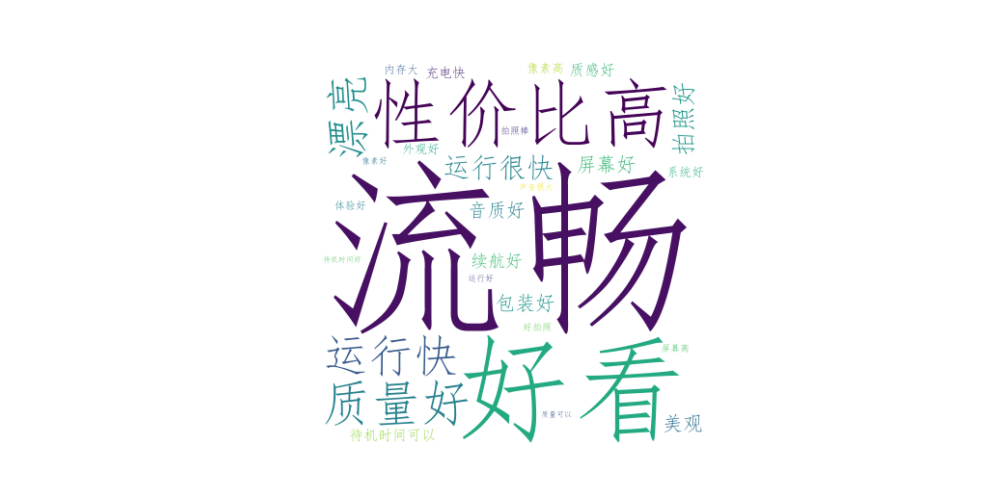 内存大
充电快
像素高
质感好
漂亮
性价比高
拍照好
拍照棒
外观好
像素好
运行很快
屏幕好
系统好
声音很大
体验好
音质好
流畅
待机时间好
续航好
运行好
包装好
好拍照
运行快
好看
屏幕高
质量好
质量可以
美观
待机时间可以